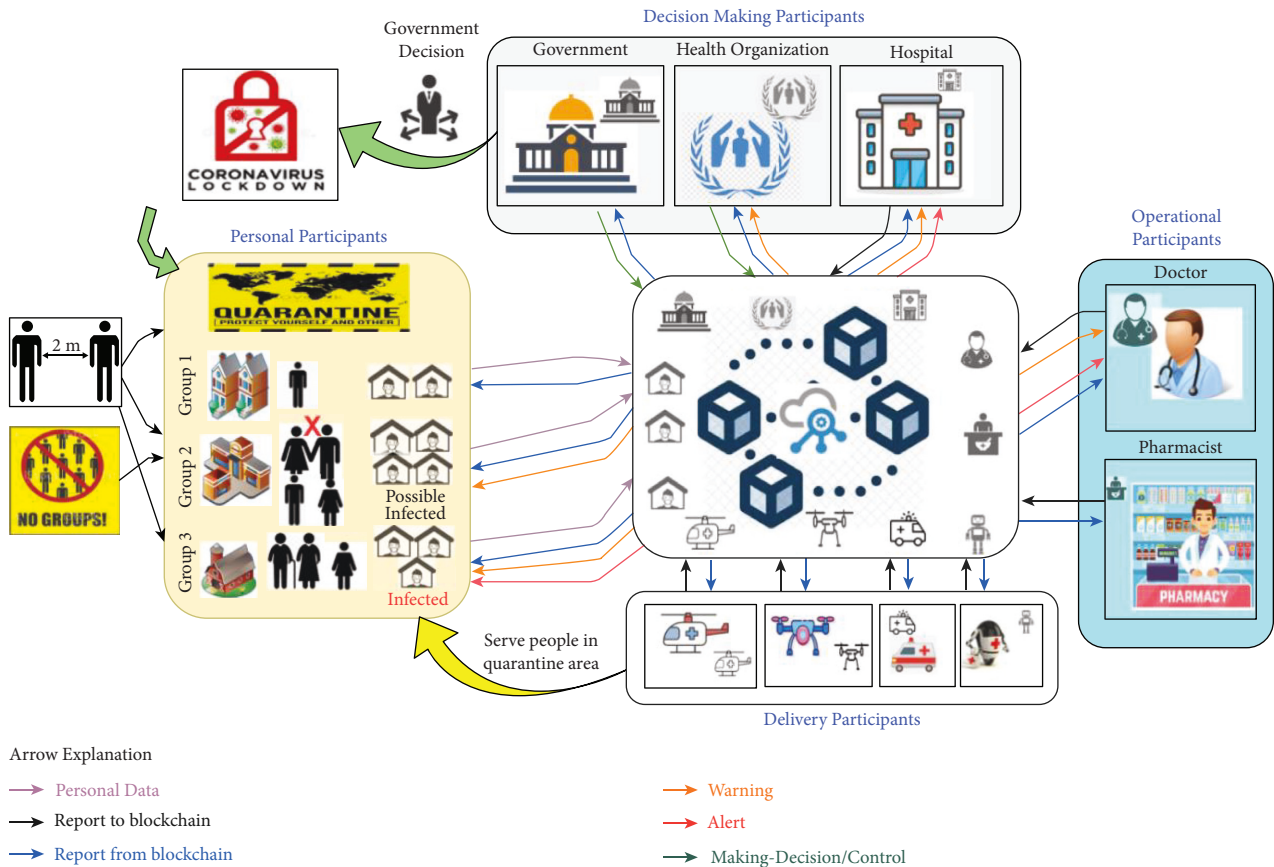 Decision Making Participants
Government
Decision
Government
Health Organization
Hospital
CORONAVIRUS
LOCKDOWN
Operational
Participants
Personal Participants
Doctor
QUARANTINE
PROTECT YOURSELF AND OTHER
2 m
Group 1
X
Group 2
NO GROUPS!
Possible
Infected
Pharmacist
Group 3
Infected
PHARMACY
Serve people in
quarantine area
Delivery Participants
Arrow Explanation
Personal Data
Report to blockchain
Report from blockchain
Warning
Alert
Making-Decision/Control